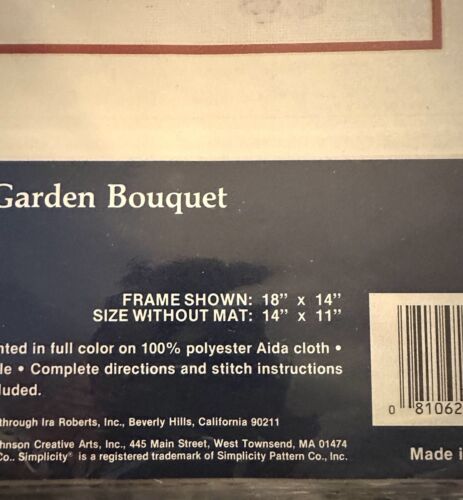 Garden Bouquet
FRAME SHOWN: 18" x 14"
SIZE WITHOUT MAT: 14" x 11"
nted in full color on 100% polyester Aida cloth •
le • Complete directions and stitch instructions
luded.
through Ira Roberts, Inc., Beverly Hills, California 90211
hnson Creative Arts, Inc., 445 Main Street, West Townsend, MA 01474
Co.. Simplicity® is a registered trademark of Simplicity Pattern Co., Inc.
0 81062
Made i